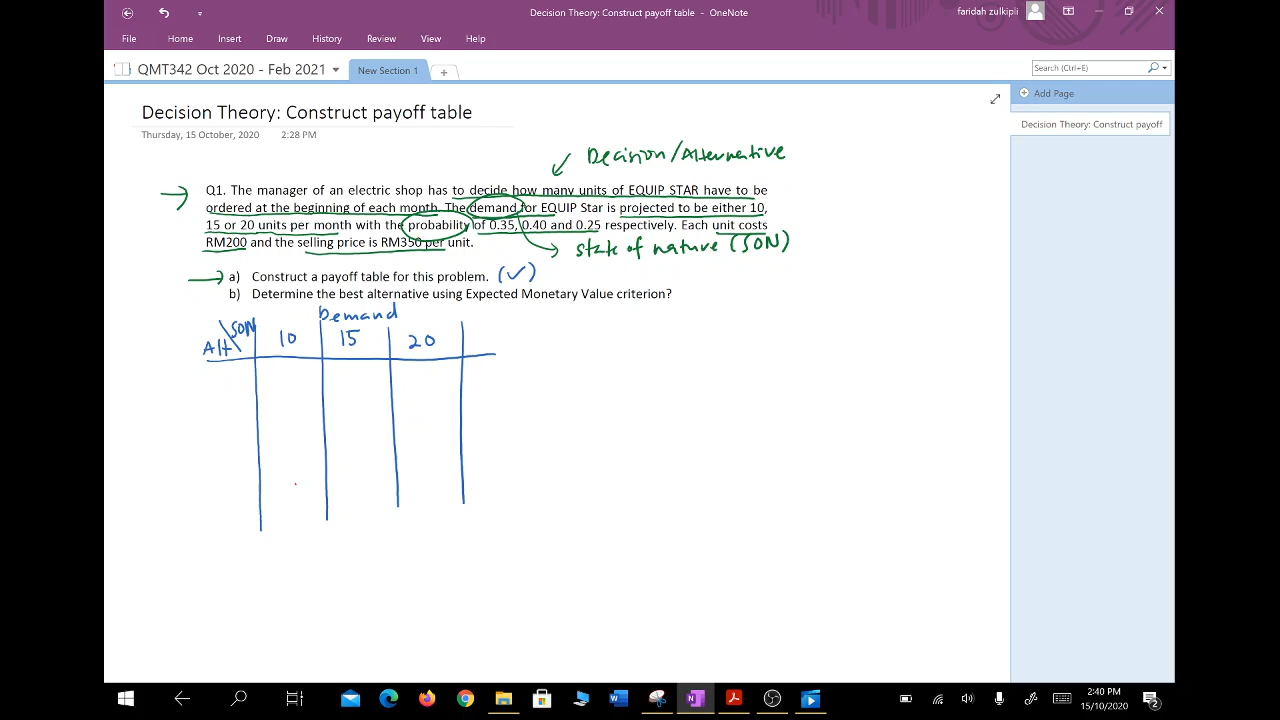 Decision Theory: Construct payoff table - OneNote
faridah zulkipli
File Home Insert Draw History Review View Help
QMT342 Oct 2020 - Feb 2021
New Section 1
+
Search (Ctrl+E)
Add Page
Decision Theory: Construct payoff
Decision Theory: Construct payoff table
Thursday, 15 October, 2020 2:28 PM
Decision/Alternative
Q1. The manager of an electric shop has to decide how many units of EQUIP STAR have to be
ordered at the beginning of each month. The demand for EQUIP Star is projected to be either 10,
15 or 20 units per month with the probability of 0.35, 0.40 and 0.25 respectively. Each unit costs
RM200 and the selling price is RM350 per unit.
state of nature (SON)
a) Construct a payoff table for this problem. (✓)
b) Determine the best alternative using Expected Monetary Value criterion?
Demand
Alt\SON 10 15 20
2:40 PM
15/10/2020
2